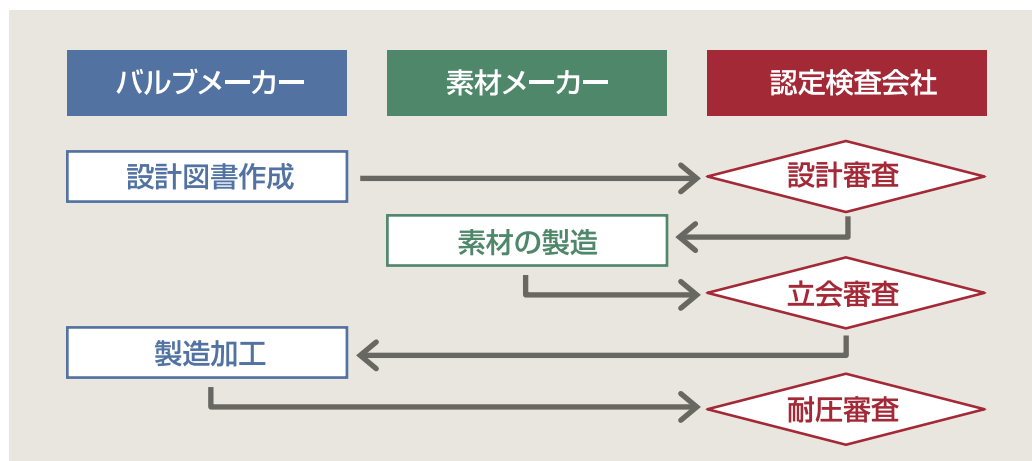 バルブメーカー
素材メーカー
認定検査会社
設計図書作成
設計審査
素材の製造
立会審査
製造加工
耐圧審査